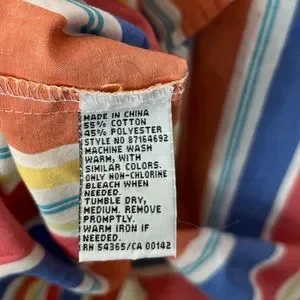 MADE IN CHINA
55% COTTON
45% POLYESTER
STYLE NO 87164692
MACHINE WASH
WARM, WITH
SIMILAR COLORS.
ONLY NON-CHLORINE
BLEACH WHEN
NEEDED.
TUMBLE DRY,
MEDIUM. REMOVE
PROMPTLY.
WARM IRON IF
NEEDED.
RN 54365/CA 00142